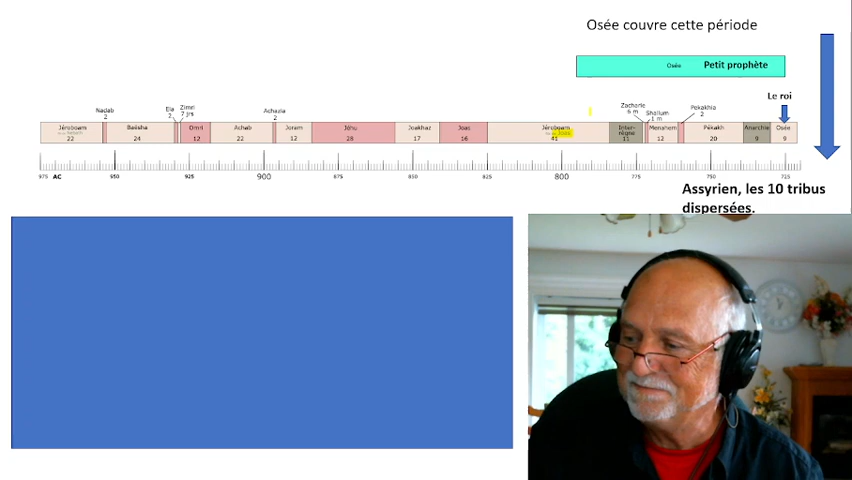 Osée couvre cette période
Osée Petit prophète
Le roi
Nadab
2
Ela
2
Zimri
7 jrs
Achazia
2
Zacharie
6 m
Shallum
1 m
Pekakhia
2
Jéroboam
22
Baësha
24
Omri
12
Achab
22
Joram
12
Jéhu
28
Joakhaz
17
Joas
16
Jéroboam
41
Inter-
règne
11
Menahem
12
Pékakh
20
Anarchie
9
Osée
9
975 AC 950 925 900 875 850 825 800 775 750 725
Assyrien, les 10 tribus
dispersées.